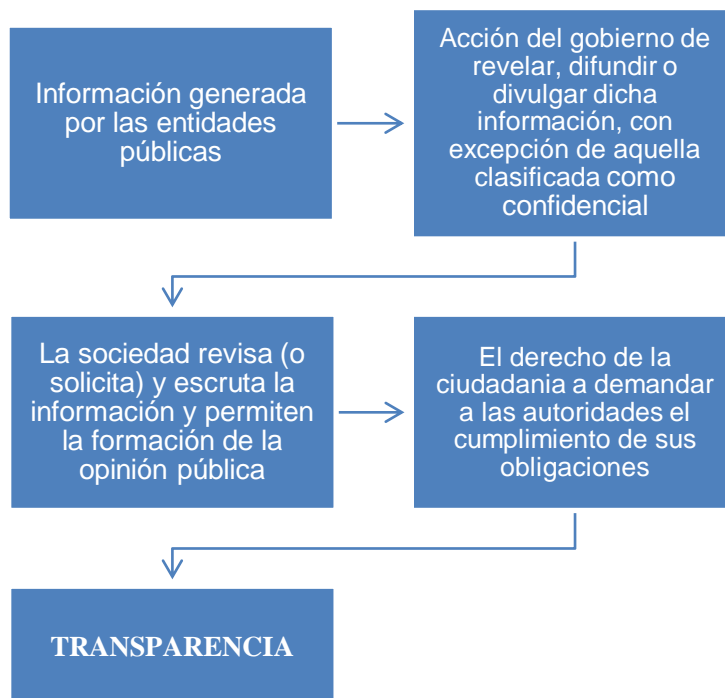 Información generada
por las entidades
públicas
Acción del gobierno de
revelar, difundir o
divulgar dicha
información, con
excepción de aquella
clasificada como
confidencial
La sociedad revisa (o
solicita) y escruta la
información y permiten
la formación de la
opinión pública
El derecho de la
ciudadania a demandar
a las autoridades el
cumplimiento de sus
obligaciones
TRANSPARENCIA